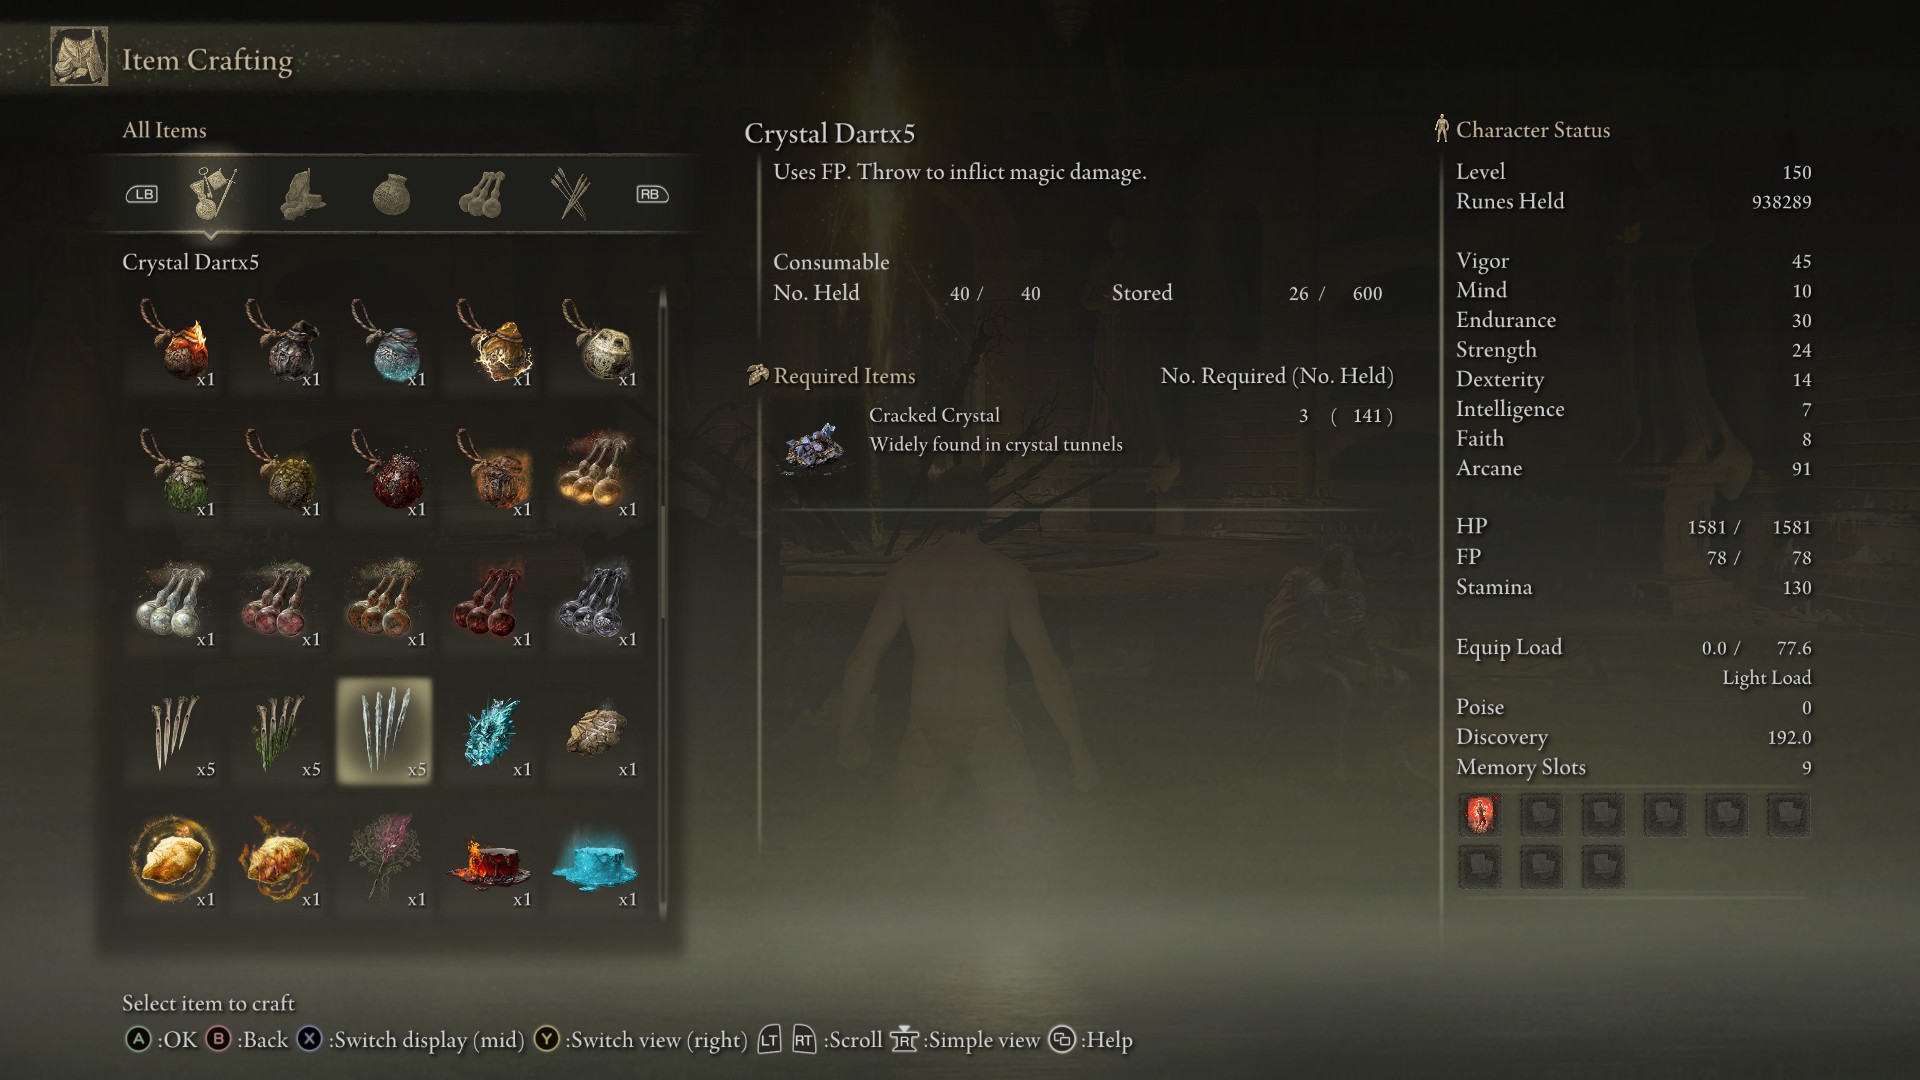 Item Crafting
All Items
LB
RB
Crystal Dartx5
x1 x1 x1 x1 x1
x1 x1 x1 x1 x1
x1 x1 x1 x1 x1
x5 x5 x5 x1 x1
x1 x1 x1 x1 x1
Crystal Dartx5
Uses FP. Throw to inflict magic damage.
Consumable
No. Held 40 / 40 Stored 26 / 600
Required Items No. Required (No. Held)
Cracked Crystal 3 ( 141 )
Widely found in crystal tunnels
Character Status
Level 150
Runes Held 938289
Vigor 45
Mind 10
Endurance 30
Strength 24
Dexterity 14
Intelligence 7
Faith 8
Arcane 91
HP 1581 / 1581
FP 78 / 78
Stamina 130
Equip Load 0.0 / 77.6
Light Load
Poise 0
Discovery 192.0
Memory Slots 9
Select item to craft
A :OK B :Back X :Switch display (mid) Y :Switch view (right) LT RT :Scroll R :Simple view :Help